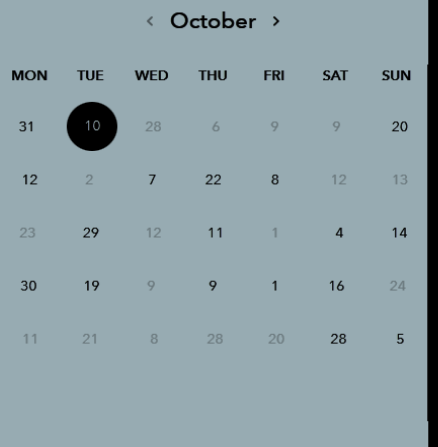 ‹ October ›
MON TUE WED THU FRI SAT SUN
31 10 28 6 9 9 20
12 2 7 22 8 12 13
23 29 12 11 1 4 14
30 19 9 9 1 16 24
11 21 8 28 20 28 5